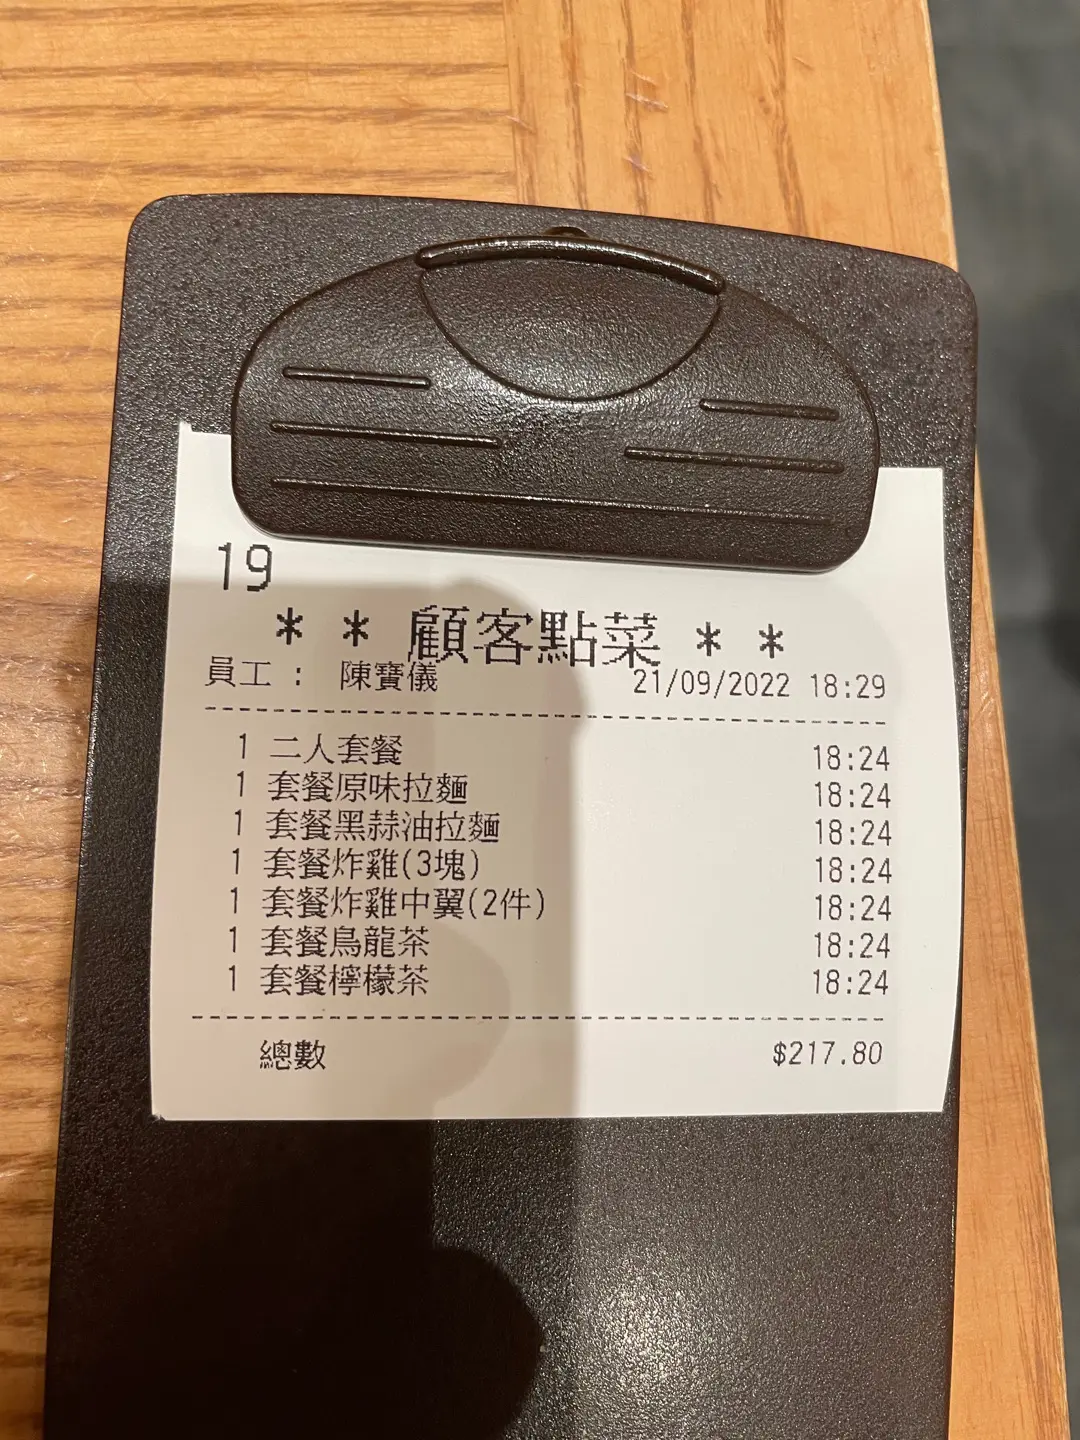 19
* * 顧客點菜 * *
員工 : 陳寶儀 21/09/2022 18:29
1 二人套餐 18:24
1 套餐原味拉麵 18:24
1 套餐黑蒜油拉麵 18:24
1 套餐炸雞(3塊) 18:24
1 套餐炸雞中翼(2件) 18:24
1 套餐烏龍茶 18:24
1 套餐檸檬茶 18:24
總數 $217.80